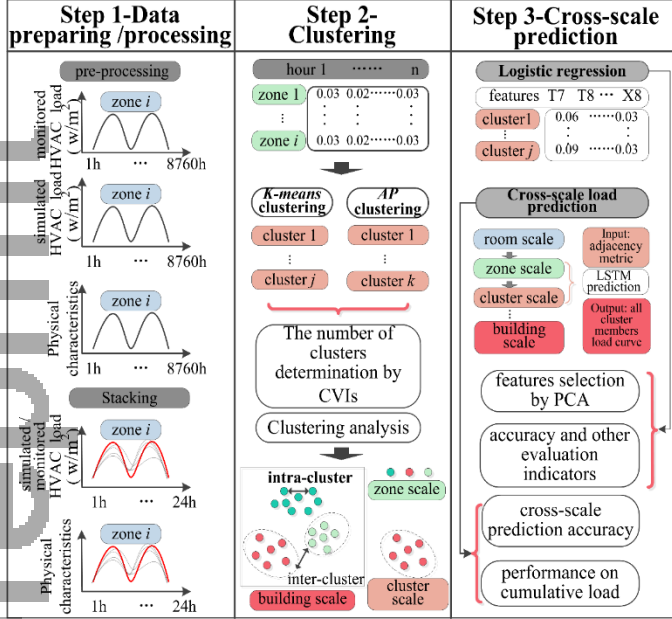 Step 1-Data
preparing /processing
pre-processing
monitored
HVAC load
(w/m²)
zone i
1h ... 8760h
simulated
HVAC load
(w/m²)
zone i
1h ... 8760h
Physical
characteristics
zone i
1h ... 8760h
Stacking
simulated/
monitored
HVAC load
(w/m²)
zone i
1h ... 24h
Physical
characteristics
zone i
1h ... 24h
Step 2-
Clustering
hour 1 ...... n
zone 1 0.03 0.02······0.03
⋮ ⋮ ⋮ ⋮
zone i 0.03 0.02······0.03
K-means
clustering
AP
clustering
cluster 1
⋮
cluster j
cluster 1
⋮
cluster k
The number of
clusters
determination by
CVIs
Clustering analysis
intra-cluster
inter-cluster
building scale
zone scale
cluster
scale
Step 3-Cross-scale
prediction
Logistic regression
features T7 T8 ··· X8
cluster1 0.06 ······0.03
⋮ ⋮ ⋮
cluster j 0.09 ······0.03
Cross-scale load
prediction
room scale
zone scale
cluster scale
⋮
building
scale
Input:
adjacency
metric
LSTM
prediction
Output: all
cluster
members
load curve
features selection
by PCA
accuracy and other
evaluation
indicators
cross-scale
prediction accuracy
performance on
cumulative load